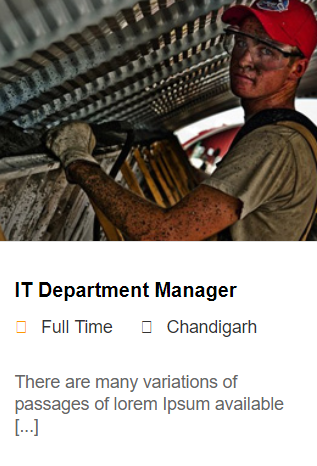 IT Department Manager
Full Time Chandigarh
There are many variations of
passages of lorem Ipsum available
[...]